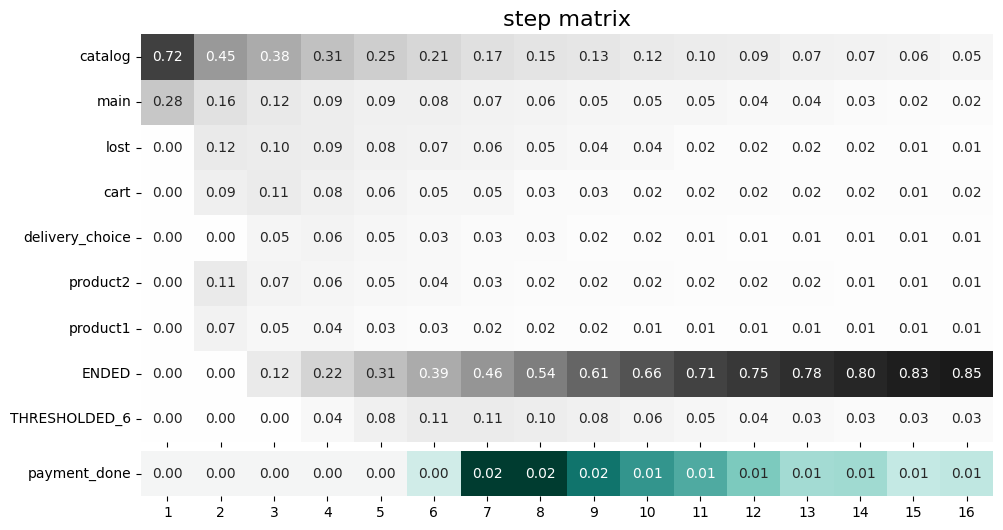 step matrix
catalog 0.72 0.45 0.38 0.31 0.25 0.21 0.17 0.15 0.13 0.12 0.10 0.09 0.07 0.07 0.06 0.05
main 0.28 0.16 0.12 0.09 0.09 0.08 0.07 0.06 0.05 0.05 0.05 0.04 0.04 0.03 0.02 0.02
lost 0.00 0.12 0.10 0.09 0.08 0.07 0.06 0.05 0.04 0.04 0.02 0.02 0.02 0.02 0.01 0.01
cart 0.00 0.09 0.11 0.08 0.06 0.05 0.05 0.03 0.03 0.02 0.02 0.02 0.02 0.02 0.01 0.02
delivery_choice 0.00 0.00 0.05 0.06 0.05 0.03 0.03 0.03 0.02 0.02 0.01 0.01 0.01 0.01 0.01 0.01
product2 0.00 0.11 0.07 0.06 0.05 0.04 0.03 0.02 0.02 0.02 0.02 0.02 0.02 0.01 0.01 0.01
product1 0.00 0.07 0.05 0.04 0.03 0.03 0.02 0.02 0.02 0.01 0.01 0.01 0.01 0.01 0.01 0.01
ENDED 0.00 0.00 0.12 0.22 0.31 0.39 0.46 0.54 0.61 0.66 0.71 0.75 0.78 0.80 0.83 0.85
THRESHOLDED_6 0.00 0.00 0.00 0.04 0.08 0.11 0.11 0.10 0.08 0.06 0.05 0.04 0.03 0.03 0.03 0.03
payment_done 0.00 0.00 0.00 0.00 0.00 0.00 0.02 0.02 0.02 0.01 0.01 0.01 0.01 0.01 0.01 0.01
1 2 3 4 5 6 7 8 9 10 11 12 13 14 15 16